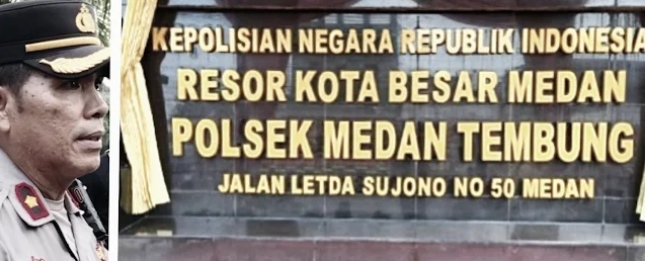 KEPOLISIAN NEGARA REPUBLIK INDONESIA
RESOR KOTA BESAR MEDAN
POLSEK MEDAN TEMBUNG
JALAN LETDA SUJONO NO 50 MEDAN